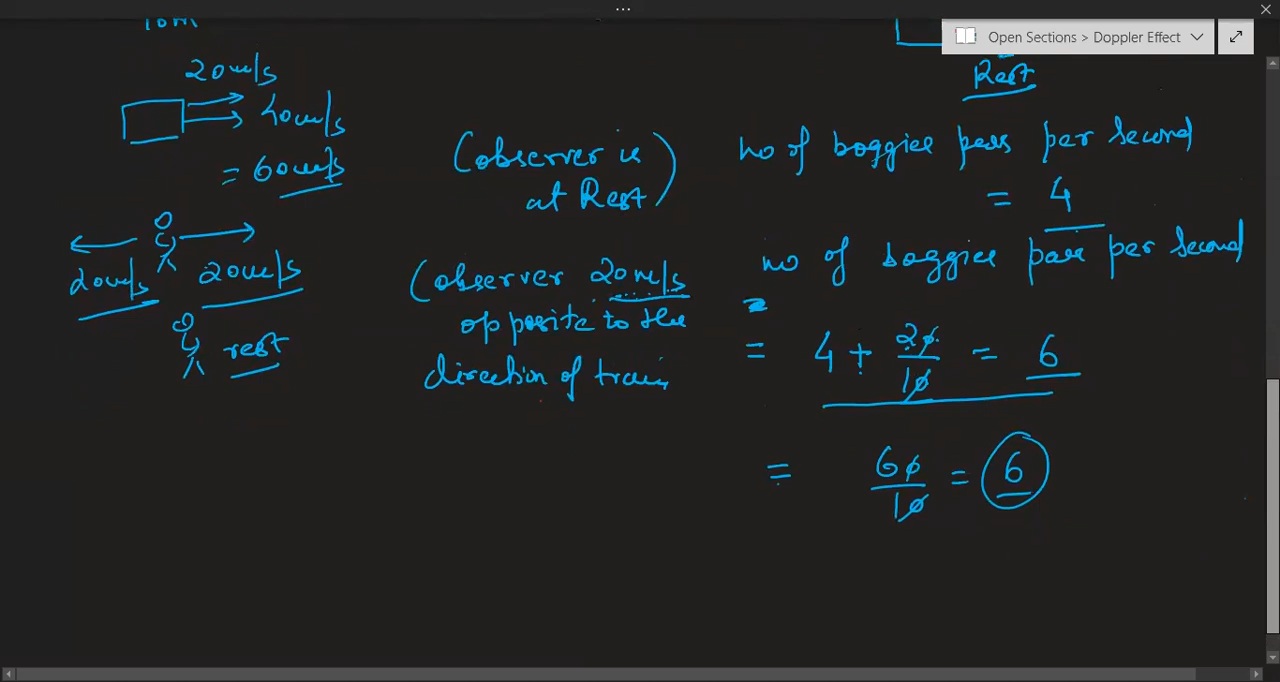 Open Sections > Doppler Effect
10m
20m/s
40m/s
= 60m/s
20m/s
20m/s
rest
(observer is
at Rest)
(observer 20m/s
opposite to the
direction of train
Rest
no of boggies pass per second
= 4
no of boggies pass per second
= 4 + 20/10 = 6
= 60/10 = 6